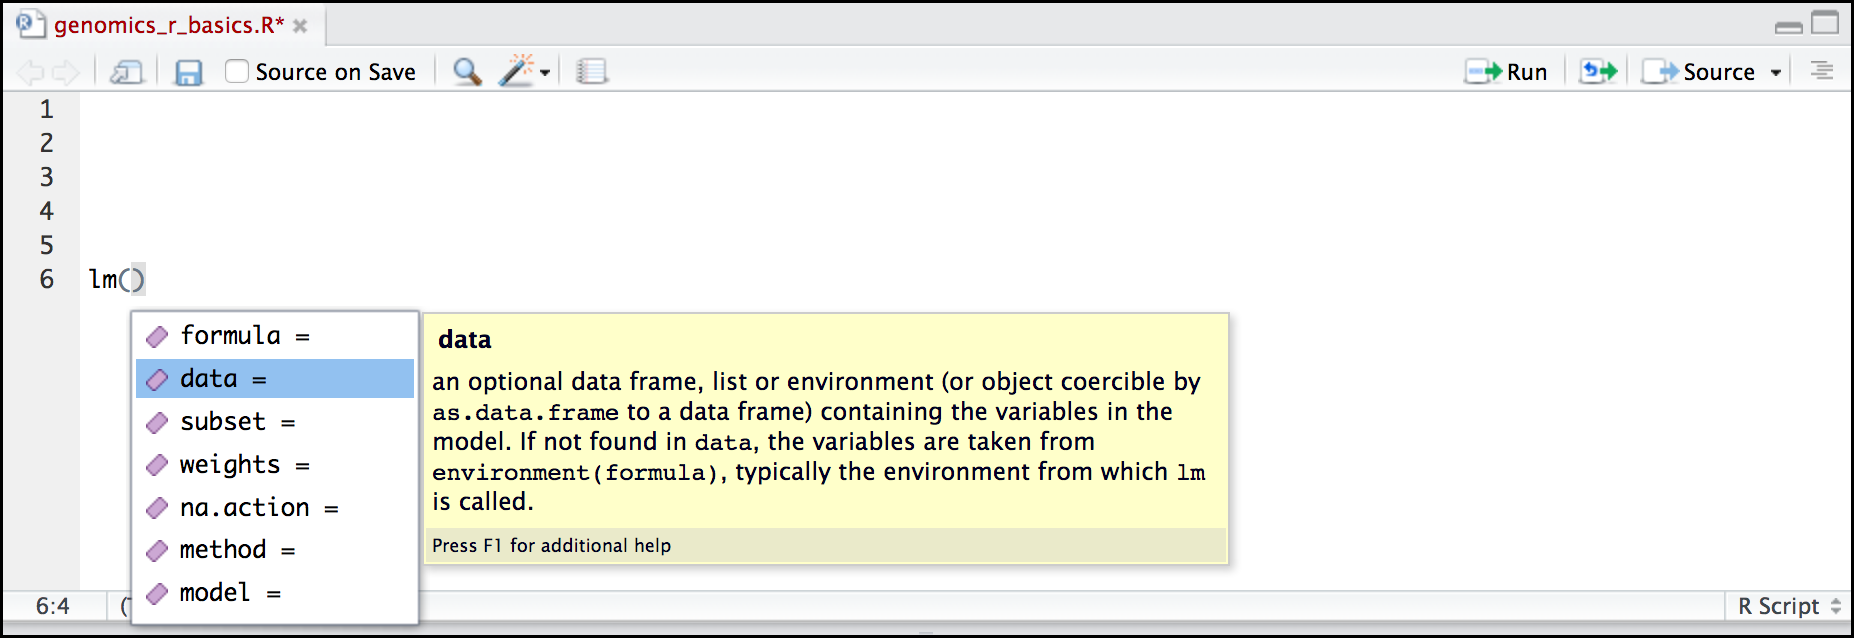 genomics_r_basics.R*
Source on Save
Run
Source
1
2
3
4
5
6 lm()
formula =
data =
subset =
weights =
na.action =
method =
model =
data
an optional data frame, list or environment (or object coercible by
as.data.frame to a data frame) containing the variables in the
model. If not found in data, the variables are taken from
environment(formula), typically the environment from which lm
is called.
Press F1 for additional help
6:4
R Script